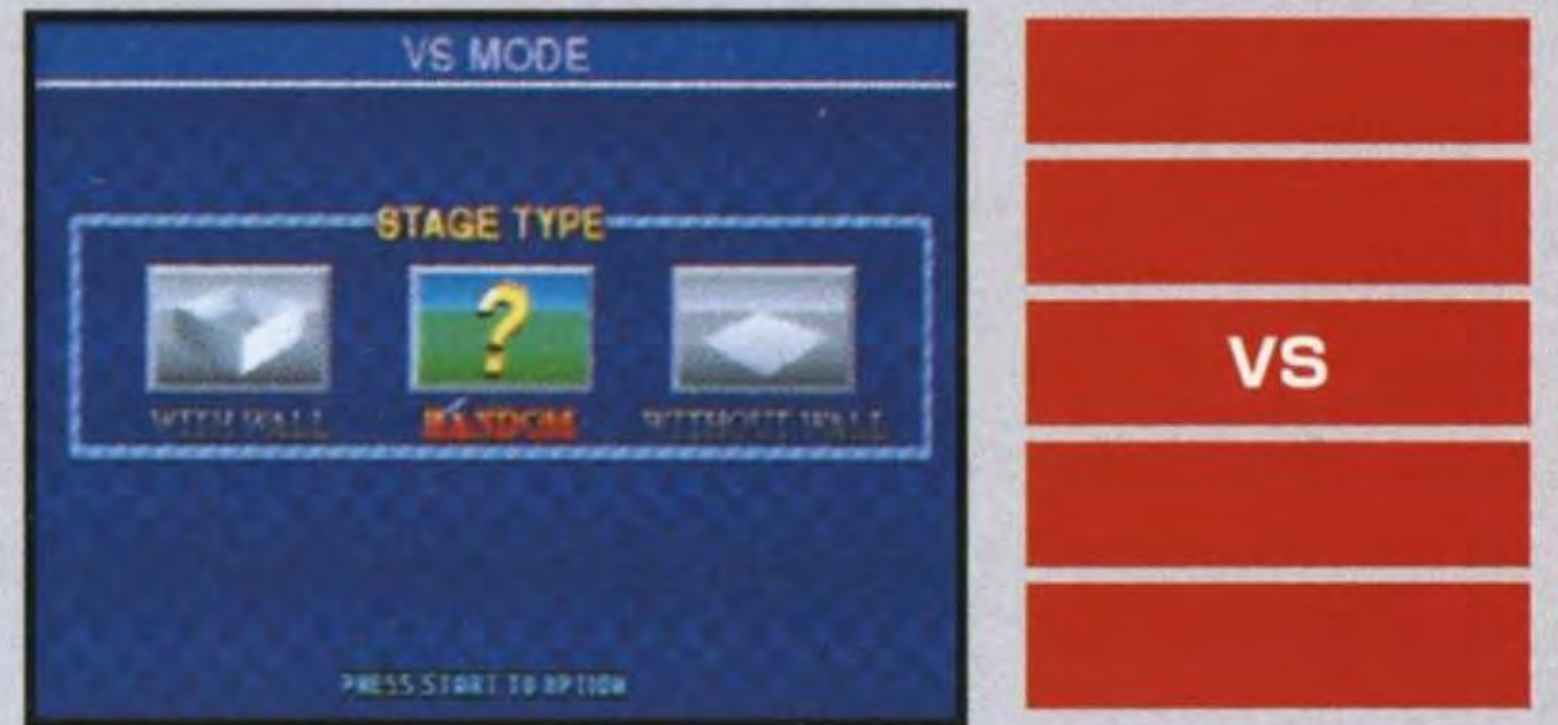 VS MODE
STAGE TYPE
WITH WALL
RANDOM
WITHOUT WALL
PRESS START TO OPTION
VS